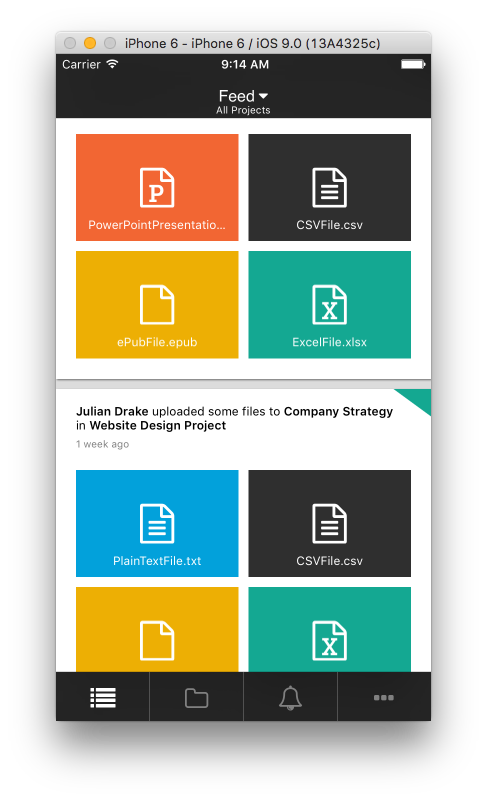 iPhone 6 - iPhone 6 / iOS 9.0 (13A4325c)
Carrier 9:14 AM
Feed
All Projects
P
PowerPointPresentatio...
CSVFile.csv
ePubFile.epub
X
ExcelFile.xlsx
Julian Drake uploaded some files to Company Strategy
in Website Design Project
1 week ago
PlainTextFile.txt
CSVFile.csv
X